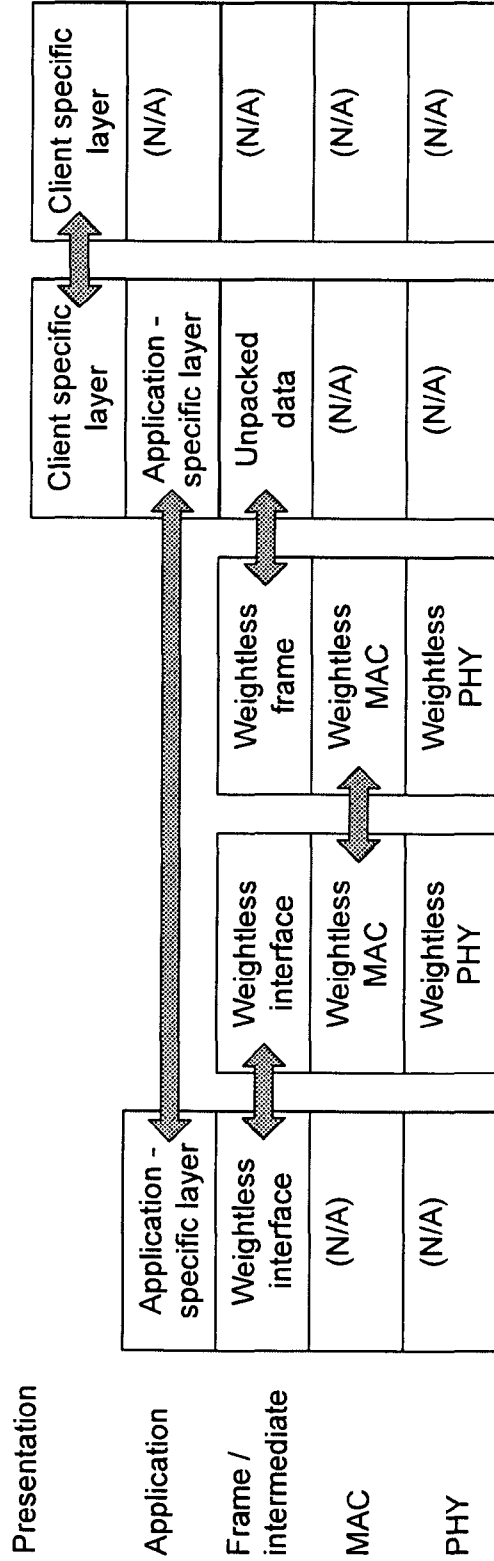 Presentation
Client specific
layer
Client specific
layer
Application
Application -
specific layer
Application -
specific layer
(N/A)
Frame /
intermediate
Weightless
interface
Weightless
interface
Weightless
frame
Unpacked
data
(N/A)
MAC
(N/A)
Weightless
MAC
Weightless
MAC
(N/A)
(N/A)
PHY
(N/A)
Weightless
PHY
Weightless
PHY
(N/A)
(N/A)